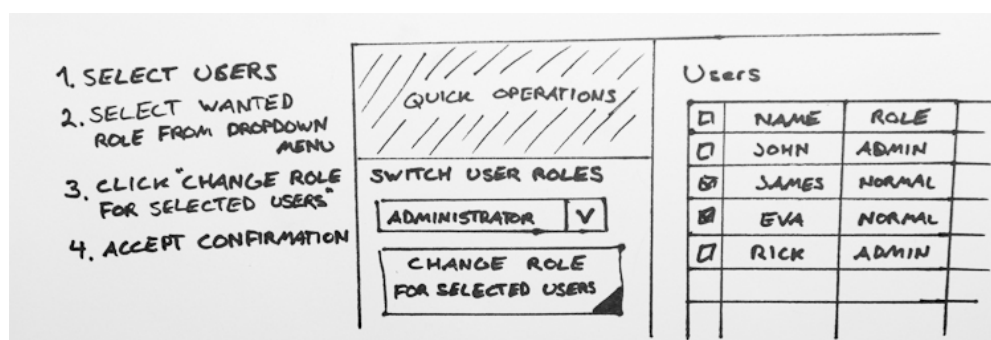 1. SELECT USERS
2. SELECT WANTED
ROLE FROM DROPDOWN
MENU
3. CLICK "CHANGE ROLE
FOR SELECTED USERS"
4. ACCEPT CONFIRMATION
QUICK OPERATIONS
SWITCH USER ROLES
ADMINISTRATOR V
CHANGE ROLE
FOR SELECTED USERS
Users
NAME ROLE
JOHN ADMIN
JAMES NORMAL
EVA NORMAL
RICK ADMIN